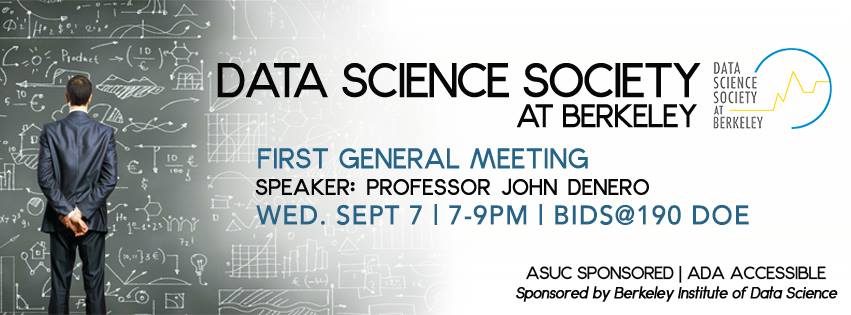 Product
DATA SCIENCE SOCIETY
AT BERKELEY
DATA
SCIENCE
SOCIETY
AT
BERKELEY
FIRST GENERAL MEETING
SPEAKER: PROFESSOR JOHN DENERO
WED. SEPT 7 | 7-9PM | BIDS@190 DOE
ASUC SPONSORED | ADA ACCESSIBLE
Sponsored by Berkeley Institute of Data Science